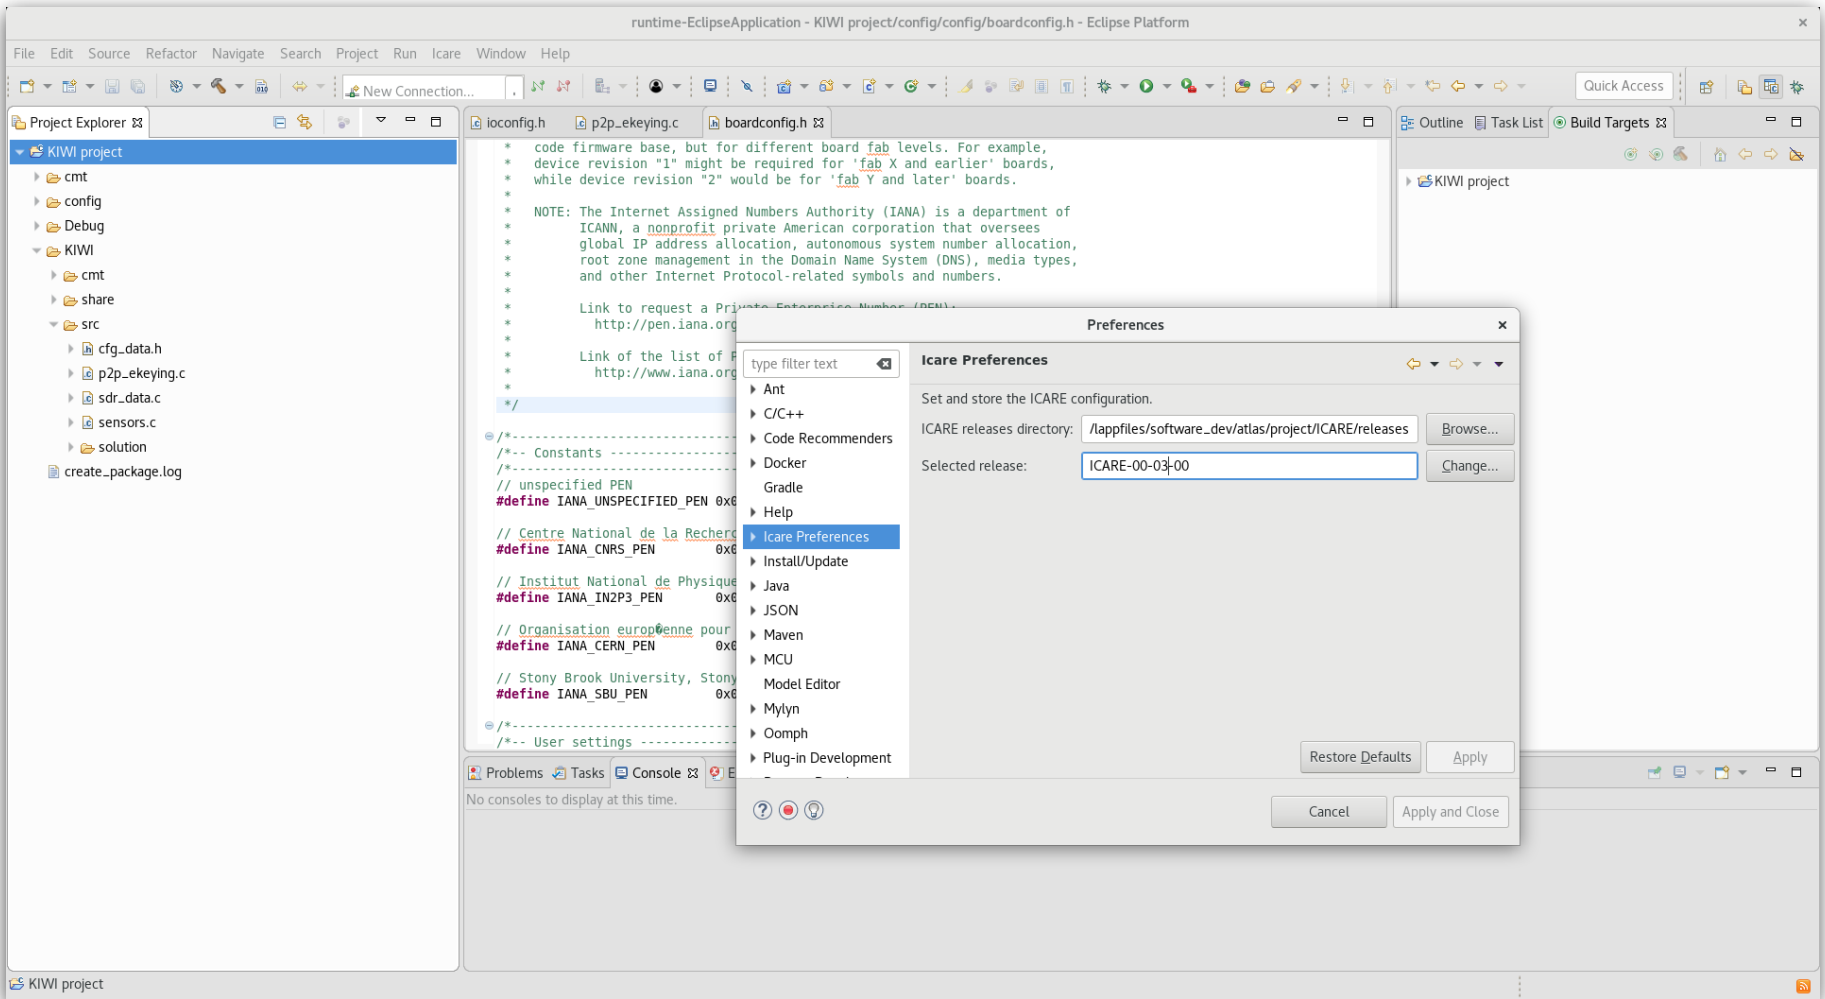 runtime-EclipseApplication - KIWI project/config/config/boardconfig.h - Eclipse Platform
File Edit Source Refactor Navigate Search Project Run Icare Window Help
New Connection...
Quick Access
Project Explorer
KIWI project
cmt
config
Debug
KIWI
cmt
share
src
cfg_data.h
p2p_ekeying.c
sdr_data.c
sensors.c
solution
create_package.log
ioconfig.h p2p_ekeying.c boardconfig.h
* code firmware base, but for different board fab levels. For example,
* device revision "1" might be required for 'fab X and earlier' boards,
* while device revision "2" would be for 'fab Y and later' boards.
*
* NOTE: The Internet Assigned Numbers Authority (IANA) is a department of
* ICANN, a nonprofit private American corporation that oversees
* global IP address allocation, autonomous system number allocation,
* root zone management in the Domain Name System (DNS), media types,
* and other Internet Protocol-related symbols and numbers.
*
* Link to request a Private Enterprise Number (PEN):
* http://pen.iana.org
*
* Link of the list of P
* http://www.iana.org
*
*/
/*------------------------------
/*-- Constants -----------------
/*------------------------------
// unspecified PEN
#define IANA_UNSPECIFIED_PEN 0x0
// Centre National de la Recherc
#define IANA_CNRS_PEN 0x0
// Institut National de Physique
#define IANA_IN2P3_PEN 0x0
// Organisation europ�enne pour
#define IANA_CERN_PEN 0x0
// Stony Brook University, Stony
#define IANA_SBU_PEN 0x0
/*------------------------------
/*-- User settings -------------
Outline Task List Build Targets
KIWI project
Preferences
type filter text
Ant
C/C++
Code Recommenders
Docker
Gradle
Help
Icare Preferences
Install/Update
Java
JSON
Maven
MCU
Model Editor
Mylyn
Oomph
Plug-in Development
Icare Preferences
Set and store the ICARE configuration.
ICARE releases directory: /lappfiles/software_dev/atlas/project/ICARE/releases Browse...
Selected release: ICARE-00-03-00 Change...
Restore Defaults Apply
Cancel Apply and Close
Problems Tasks Console E
No consoles to display at this time.
KIWI project